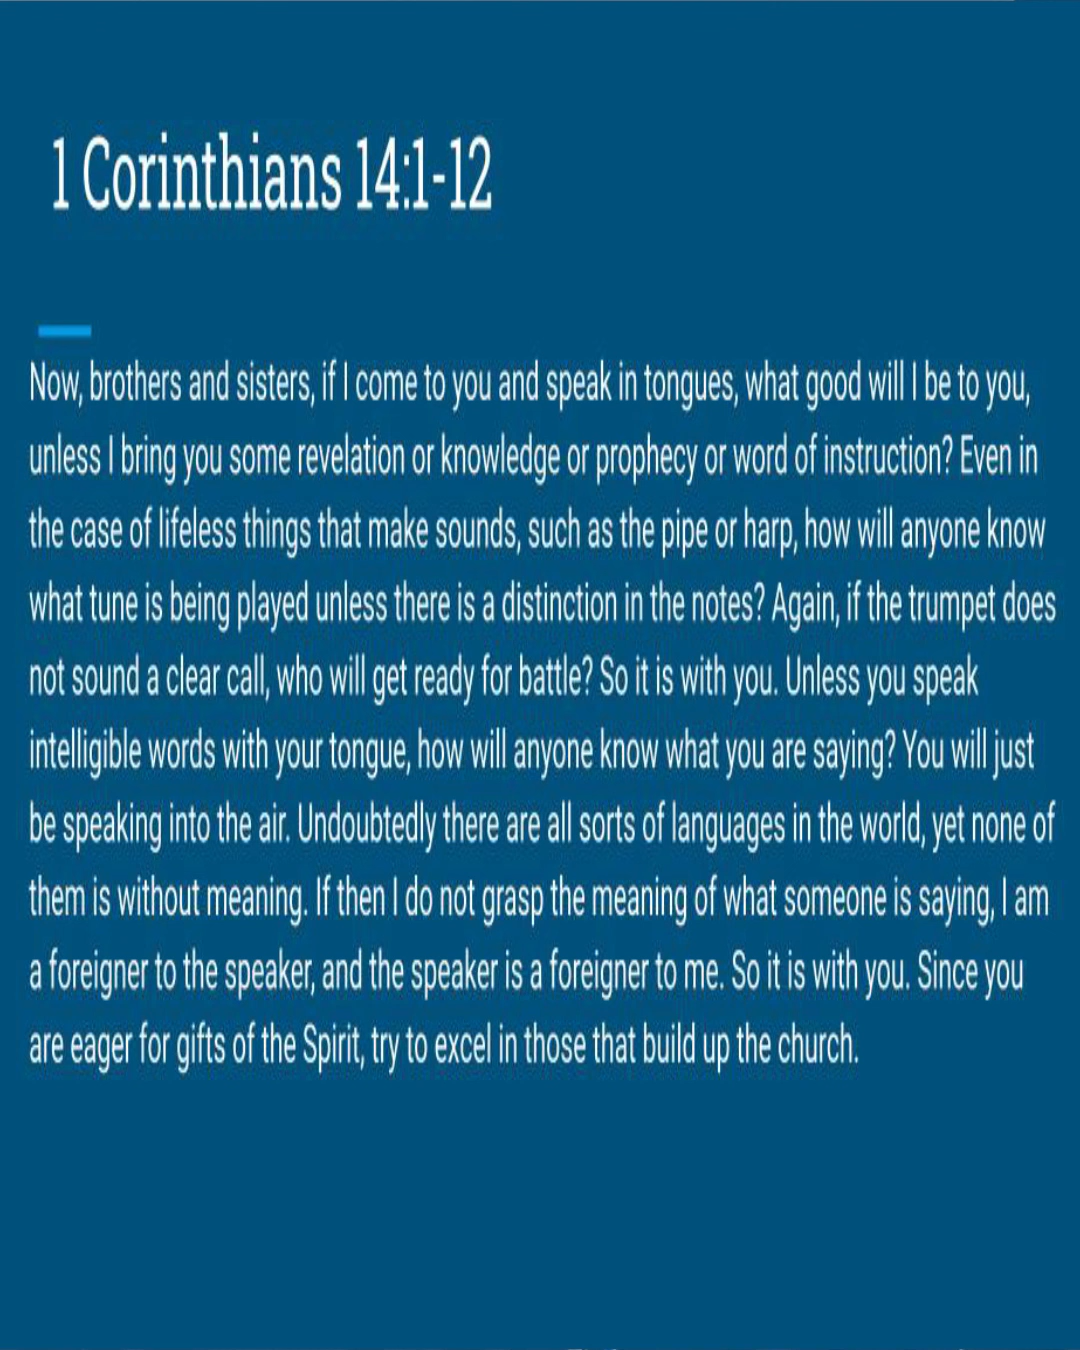 1 Corinthians 14:1-12
Now, brothers and sisters, if I come to you and speak in tongues, what good will I be to you,
unless I bring you some revelation or knowledge or prophecy or word of instruction? Even in
the case of lifeless things that make sounds, such as the pipe or harp, how will anyone know
what tune is being played unless there is a distinction in the notes? Again, if the trumpet does
not sound a clear call, who will get ready for battle? So it is with you. Unless you speak
intelligible words with your tongue, how will anyone know what you are saying? You will just
be speaking into the air. Undoubtedly there are all sorts of languages in the world, yet none of
them is without meaning. If then I do not grasp the meaning of what someone is saying, I am
a foreigner to the speaker, and the speaker is a foreigner to me. So it is with you. Since you
are eager for gifts of the Spirit, try to excel in those that build up the church.